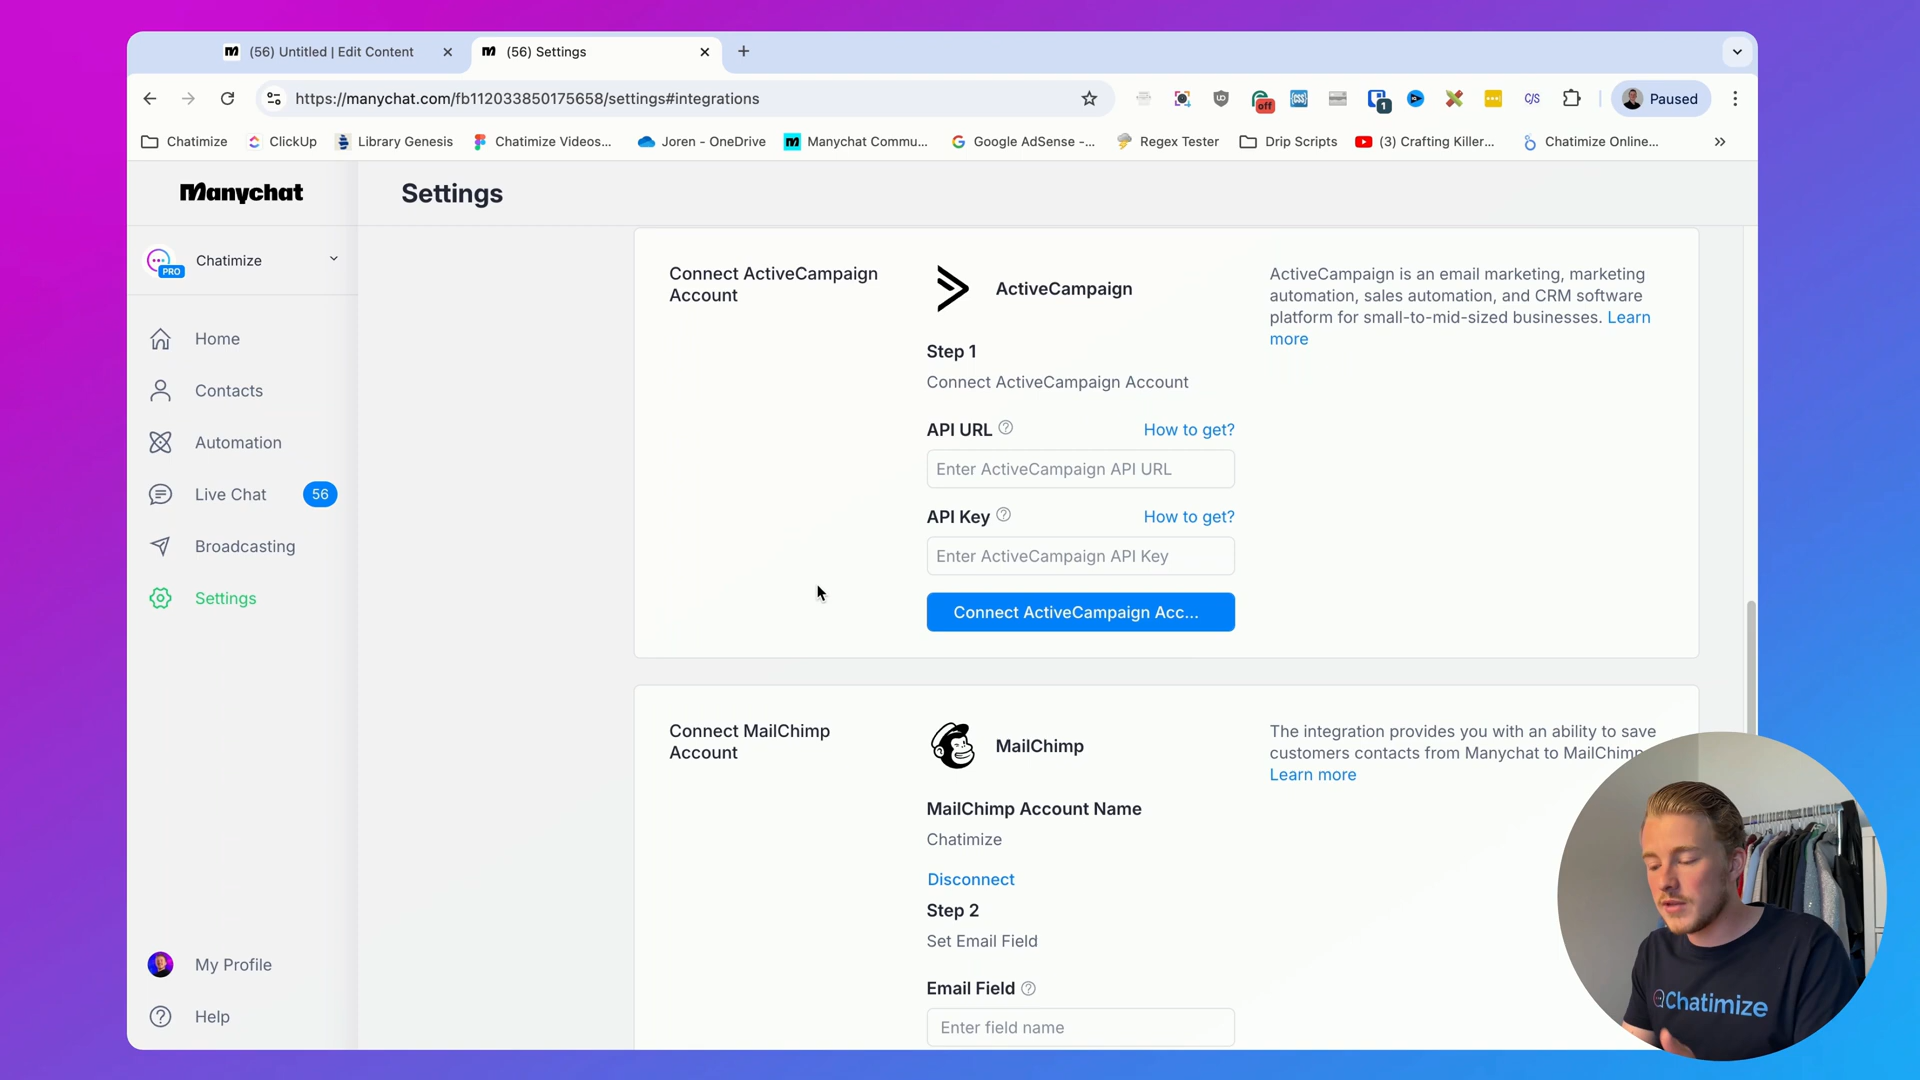 (56) Untitled | Edit Content
(56) Settings
https://manychat.com/fb112033850175658/settings#integrations
off
CSS
1
C/S
Paused
Chatimize
ClickUp
Library Genesis
Chatimize Videos...
Joren - OneDrive
Manychat Commu...
Google AdSense -...
Regex Tester
Drip Scripts
(3) Crafting Killer...
Chatimize Online...
Manychat
Settings
PRO
Chatimize
Home
Contacts
Automation
Live Chat
56
Broadcasting
Settings
My Profile
Help
Connect ActiveCampaign
Account
ActiveCampaign
Step 1
Connect ActiveCampaign Account
API URL
How to get?
Enter ActiveCampaign API URL
API Key
How to get?
Enter ActiveCampaign API Key
Connect ActiveCampaign Acc...
ActiveCampaign is an email marketing, marketing
automation, sales automation, and CRM software
platform for small-to-mid-sized businesses. Learn
more
Connect MailChimp
Account
MailChimp
MailChimp Account Name
Chatimize
Disconnect
Step 2
Set Email Field
Email Field
Enter field name
The integration provides you with an ability to save
customers contacts from Manychat to MailChimp
Learn more
Chatimize